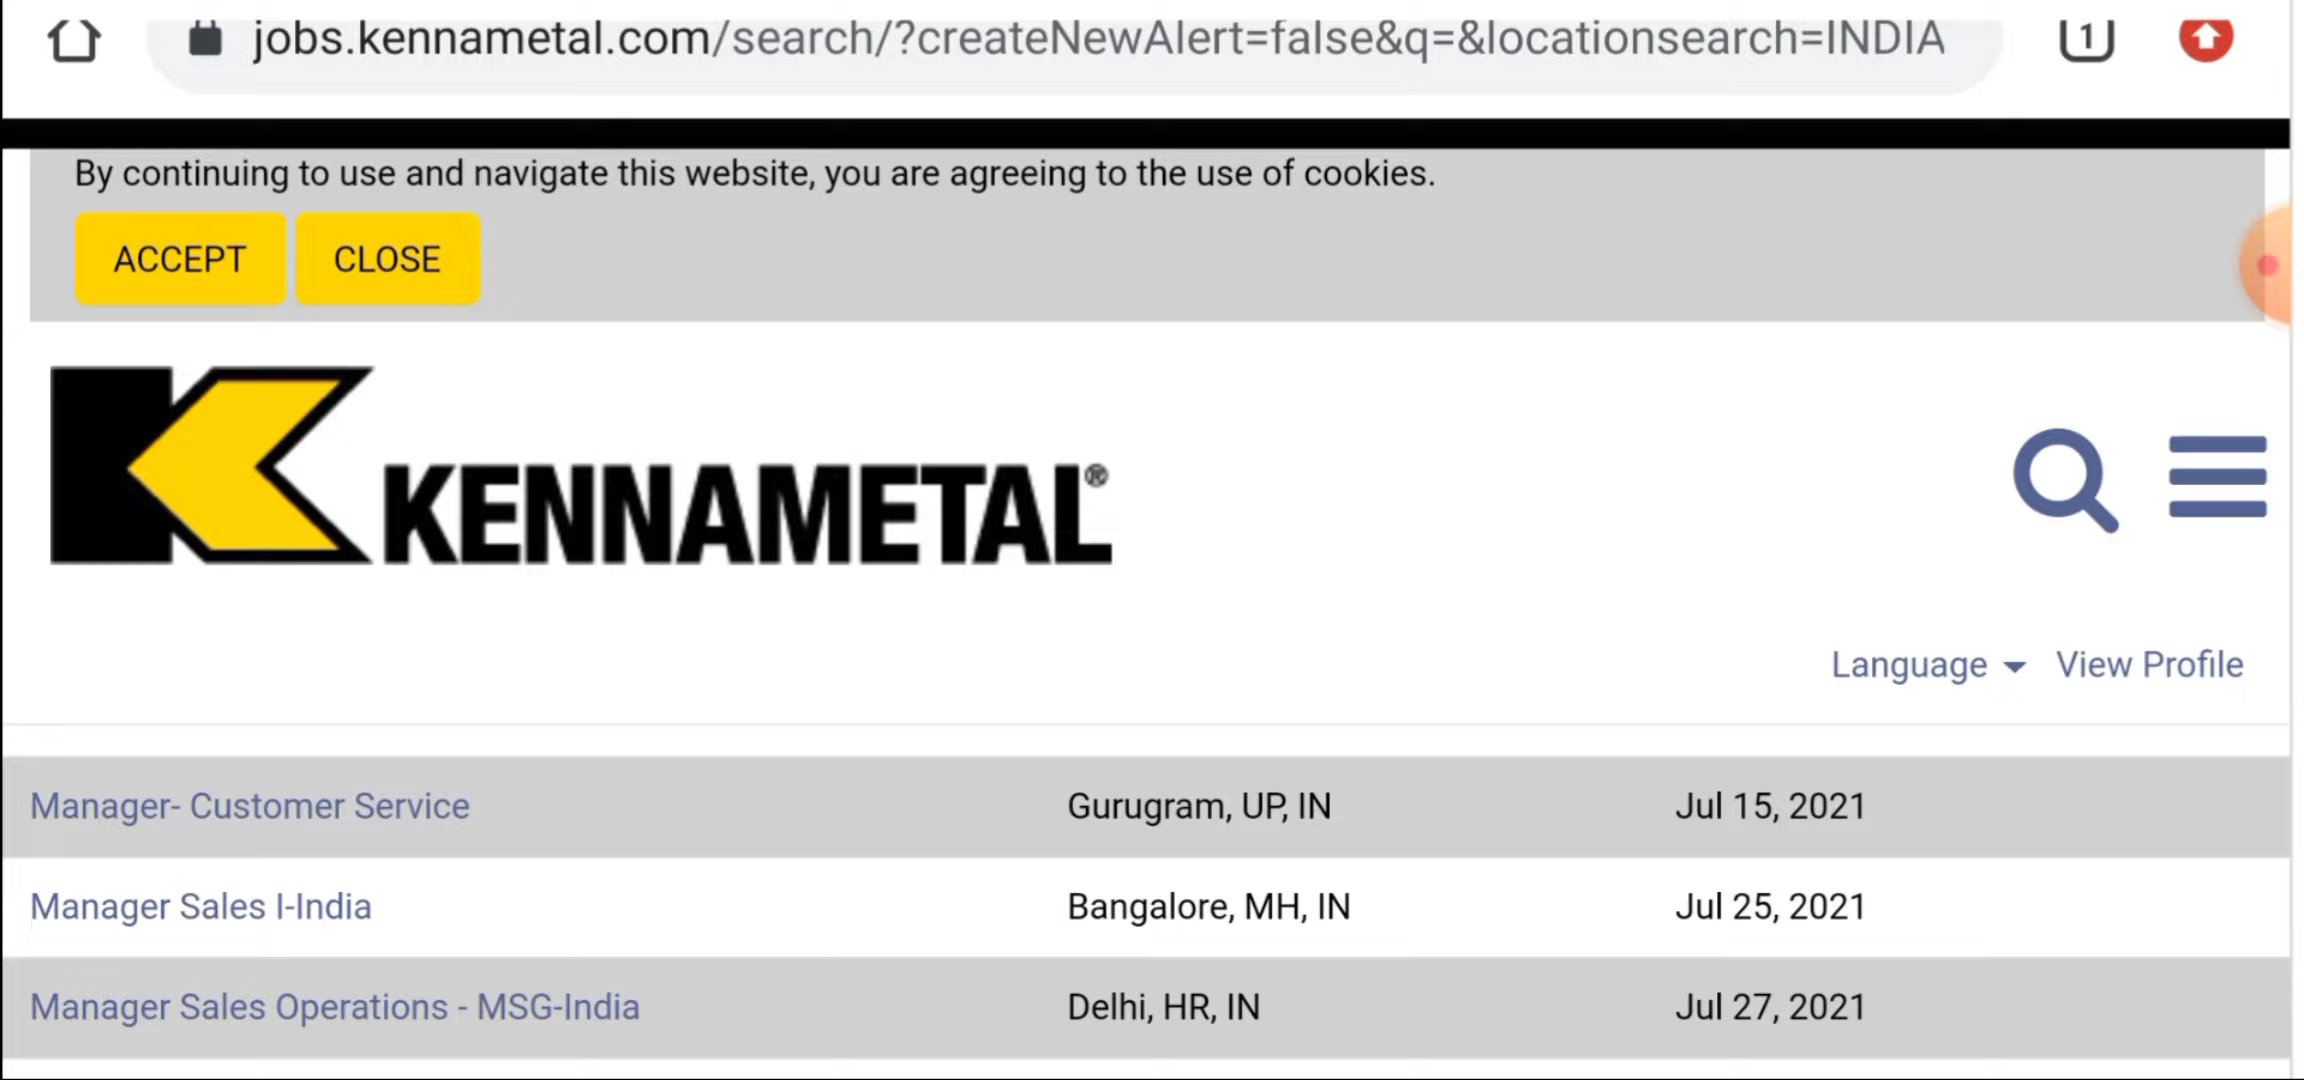 jobs.kennametal.com/search/?createNewAlert=false&q=&locationsearch=INDIA
1
By continuing to use and navigate this website, you are agreeing to the use of cookies.
ACCEPT CLOSE
KENNAMETAL®
Language View Profile
Manager- Customer Service Gurugram, UP, IN Jul 15, 2021
Manager Sales I-India Bangalore, MH, IN Jul 25, 2021
Manager Sales Operations - MSG-India Delhi, HR, IN Jul 27, 2021